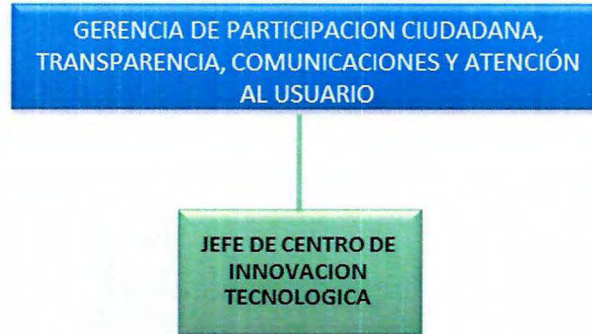 GERENCIA DE PARTICIPACION CIUDADANA,
TRANSPARENCIA, COMUNICACIONES Y ATENCIÓN
AL USUARIO
JEFE DE CENTRO DE
INNOVACION
TECNOLOGICA